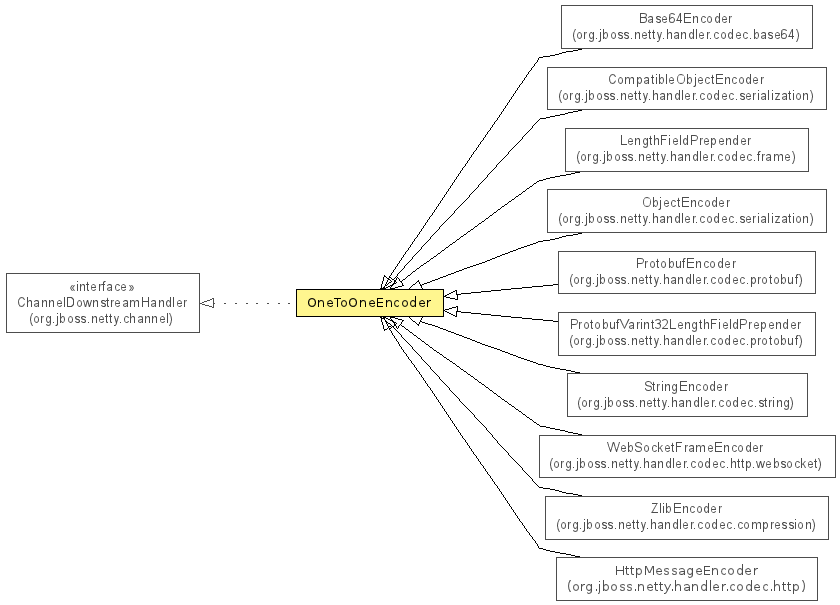 Base64Encoder
(org.jboss.netty.handler.codec.base64)
CompatibleObjectEncoder
(org.jboss.netty.handler.codec.serialization)
LengthFieldPrepender
(org.jboss.netty.handler.codec.frame)
ObjectEncoder
(org.jboss.netty.handler.codec.serialization)
ProtobufEncoder
(org.jboss.netty.handler.codec.protobuf)
«interface»
ChannelDownstreamHandler
(org.jboss.netty.channel)
OneToOneEncoder
ProtobufVarint32LengthFieldPrepender
(org.jboss.netty.handler.codec.protobuf)
StringEncoder
(org.jboss.netty.handler.codec.string)
WebSocketFrameEncoder
(org.jboss.netty.handler.codec.http.websocket)
ZlibEncoder
(org.jboss.netty.handler.codec.compression)
HttpMessageEncoder
(org.jboss.netty.handler.codec.http)